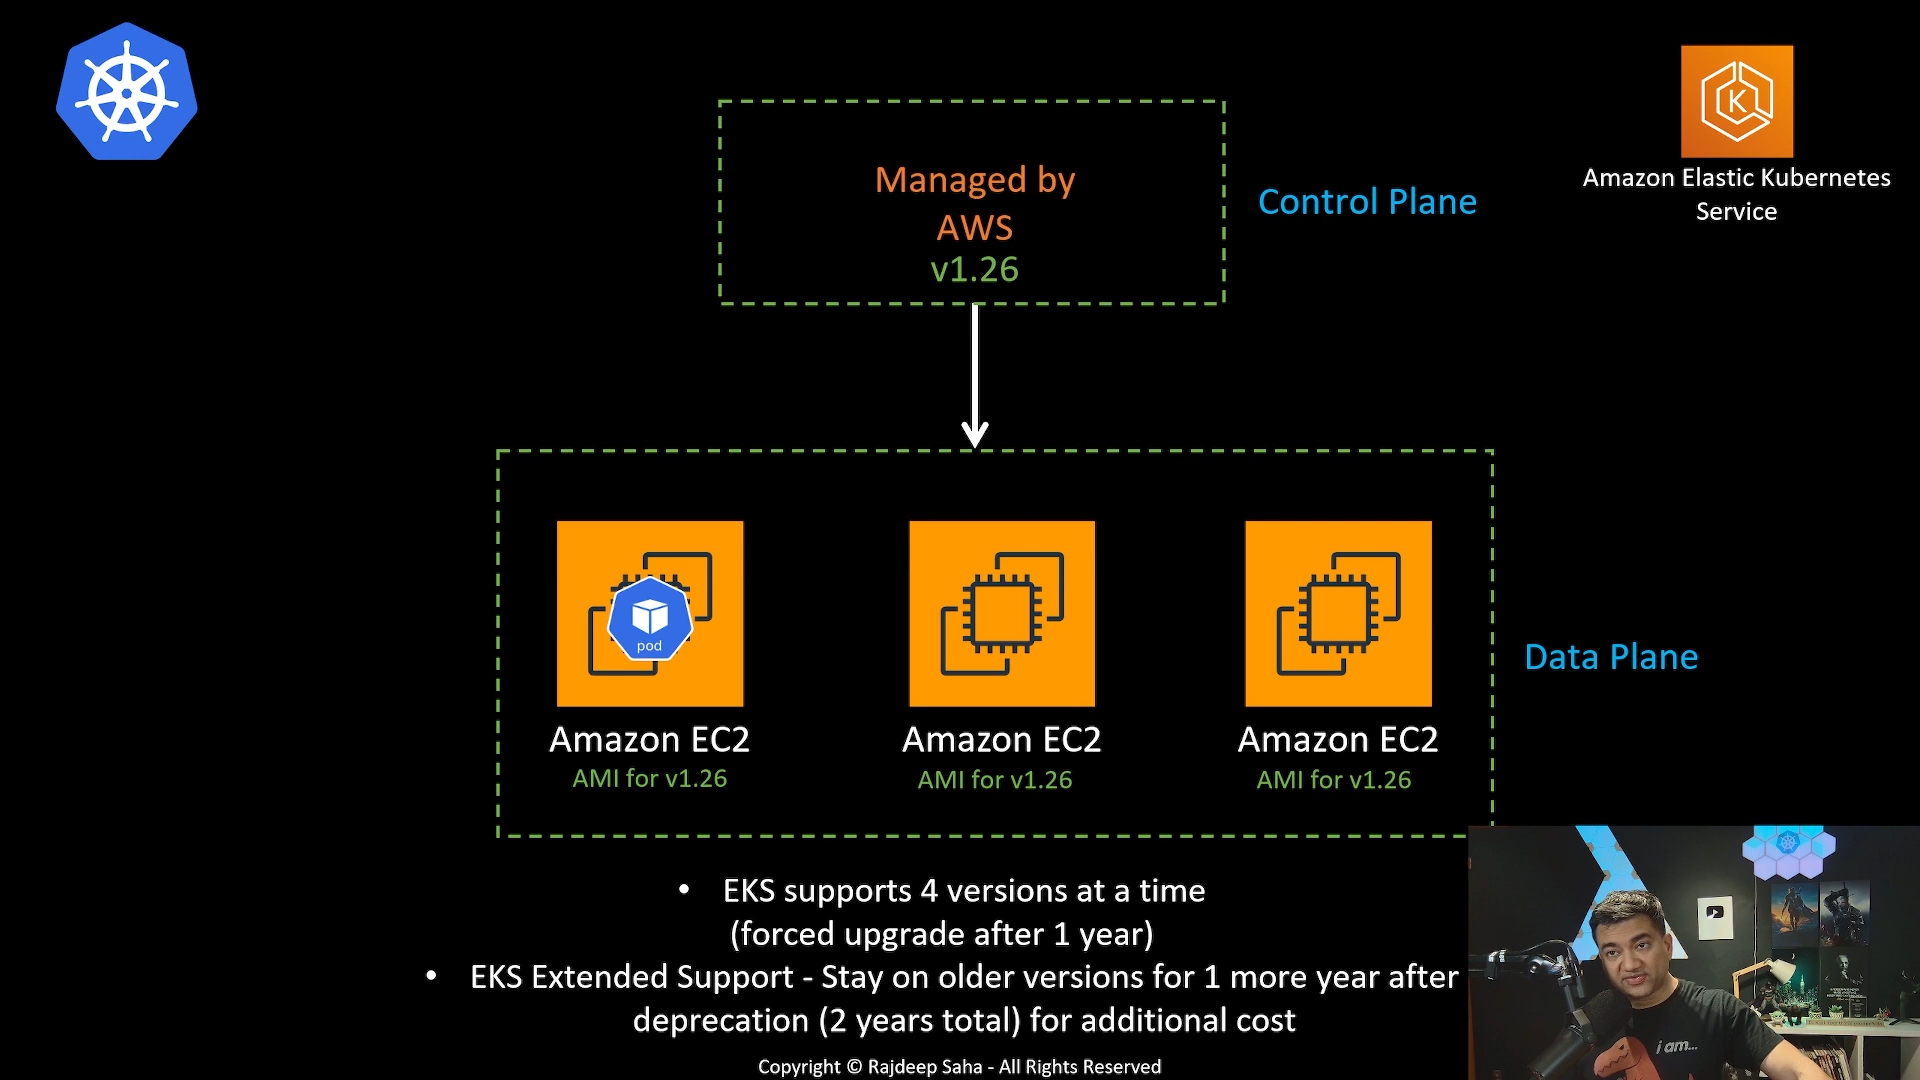 Managed by
AWS
v1.26
Control Plane
Amazon Elastic Kubernetes
Service
pod
Amazon EC2
AMI for v1.26
Amazon EC2
AMI for v1.26
Amazon EC2
AMI for v1.26
Data Plane
• EKS supports 4 versions at a time
(forced upgrade after 1 year)
• EKS Extended Support - Stay on older versions for 1 more year after
deprecation (2 years total) for additional cost
i am...
Copyright © Rajdeep Saha - All Rights Reserved